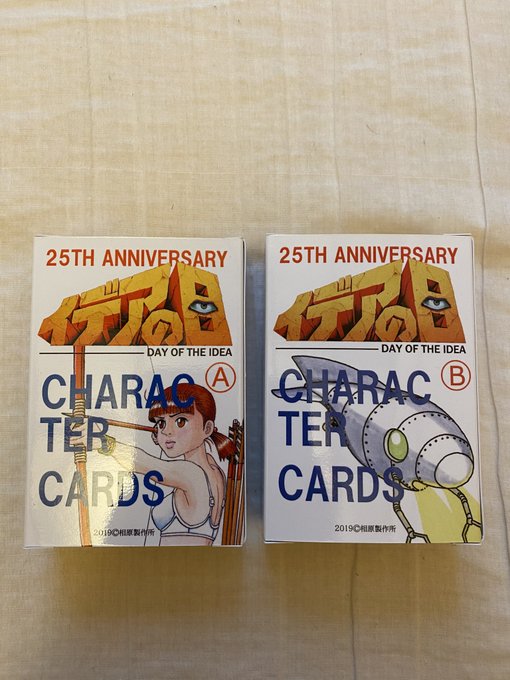 25TH ANNIVERSARY
イデアの日
DAY OF THE IDEA
A
CHARAC
TER
CARDS
2019©相原製作所
25TH ANNIVERSARY
イデアの日
DAY OF THE IDEA
B
CHARAC
TER
CARDS
2019©相原製作所